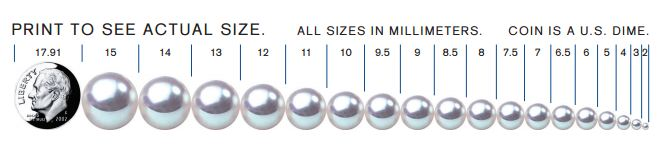 PRINT TO SEE ACTUAL SIZE. ALL SIZES IN MILLIMETERS. COIN IS A U.S. DIME.
17.91 15 14 13 12 11 10 9.5 9 8.5 8 7.5 7 6.5 6 5 4 3 2
LIBERTY
2002